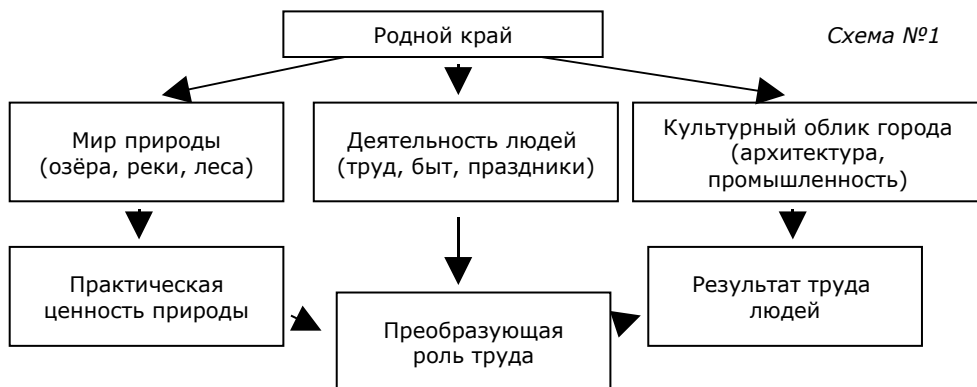 Родной край
Схема №1
Мир природы
(озёра, реки, леса)
Деятельность людей
(труд, быт, праздники)
Культурный облик города
(архитектура,
промышленность)
Практическая
ценность природы
Преобразующая
роль труда
Результат труда
людей